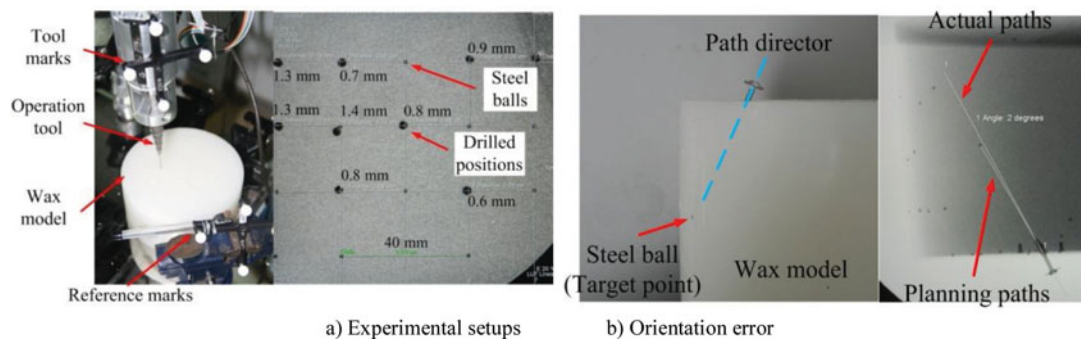 Tool
marks
Operation
tool
Wax
model
Reference marks
0.9 mm
1.3 mm
0.7 mm
Steel
balls
1.3 mm
1.4 mm
0.8 mm
Drilled
positions
0.8 mm
0.6 mm
40 mm
Path director
Steel ball
(Target point)
Wax model
Actual paths
1 Angle: 2 degrees
Planning paths
a) Experimental setups
b) Orientation error